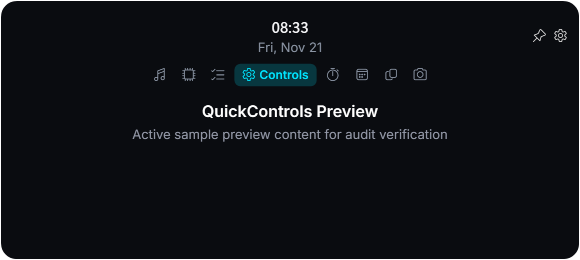 08:33
Fri, Nov 21
Controls
QuickControls Preview
Active sample preview content for audit verification